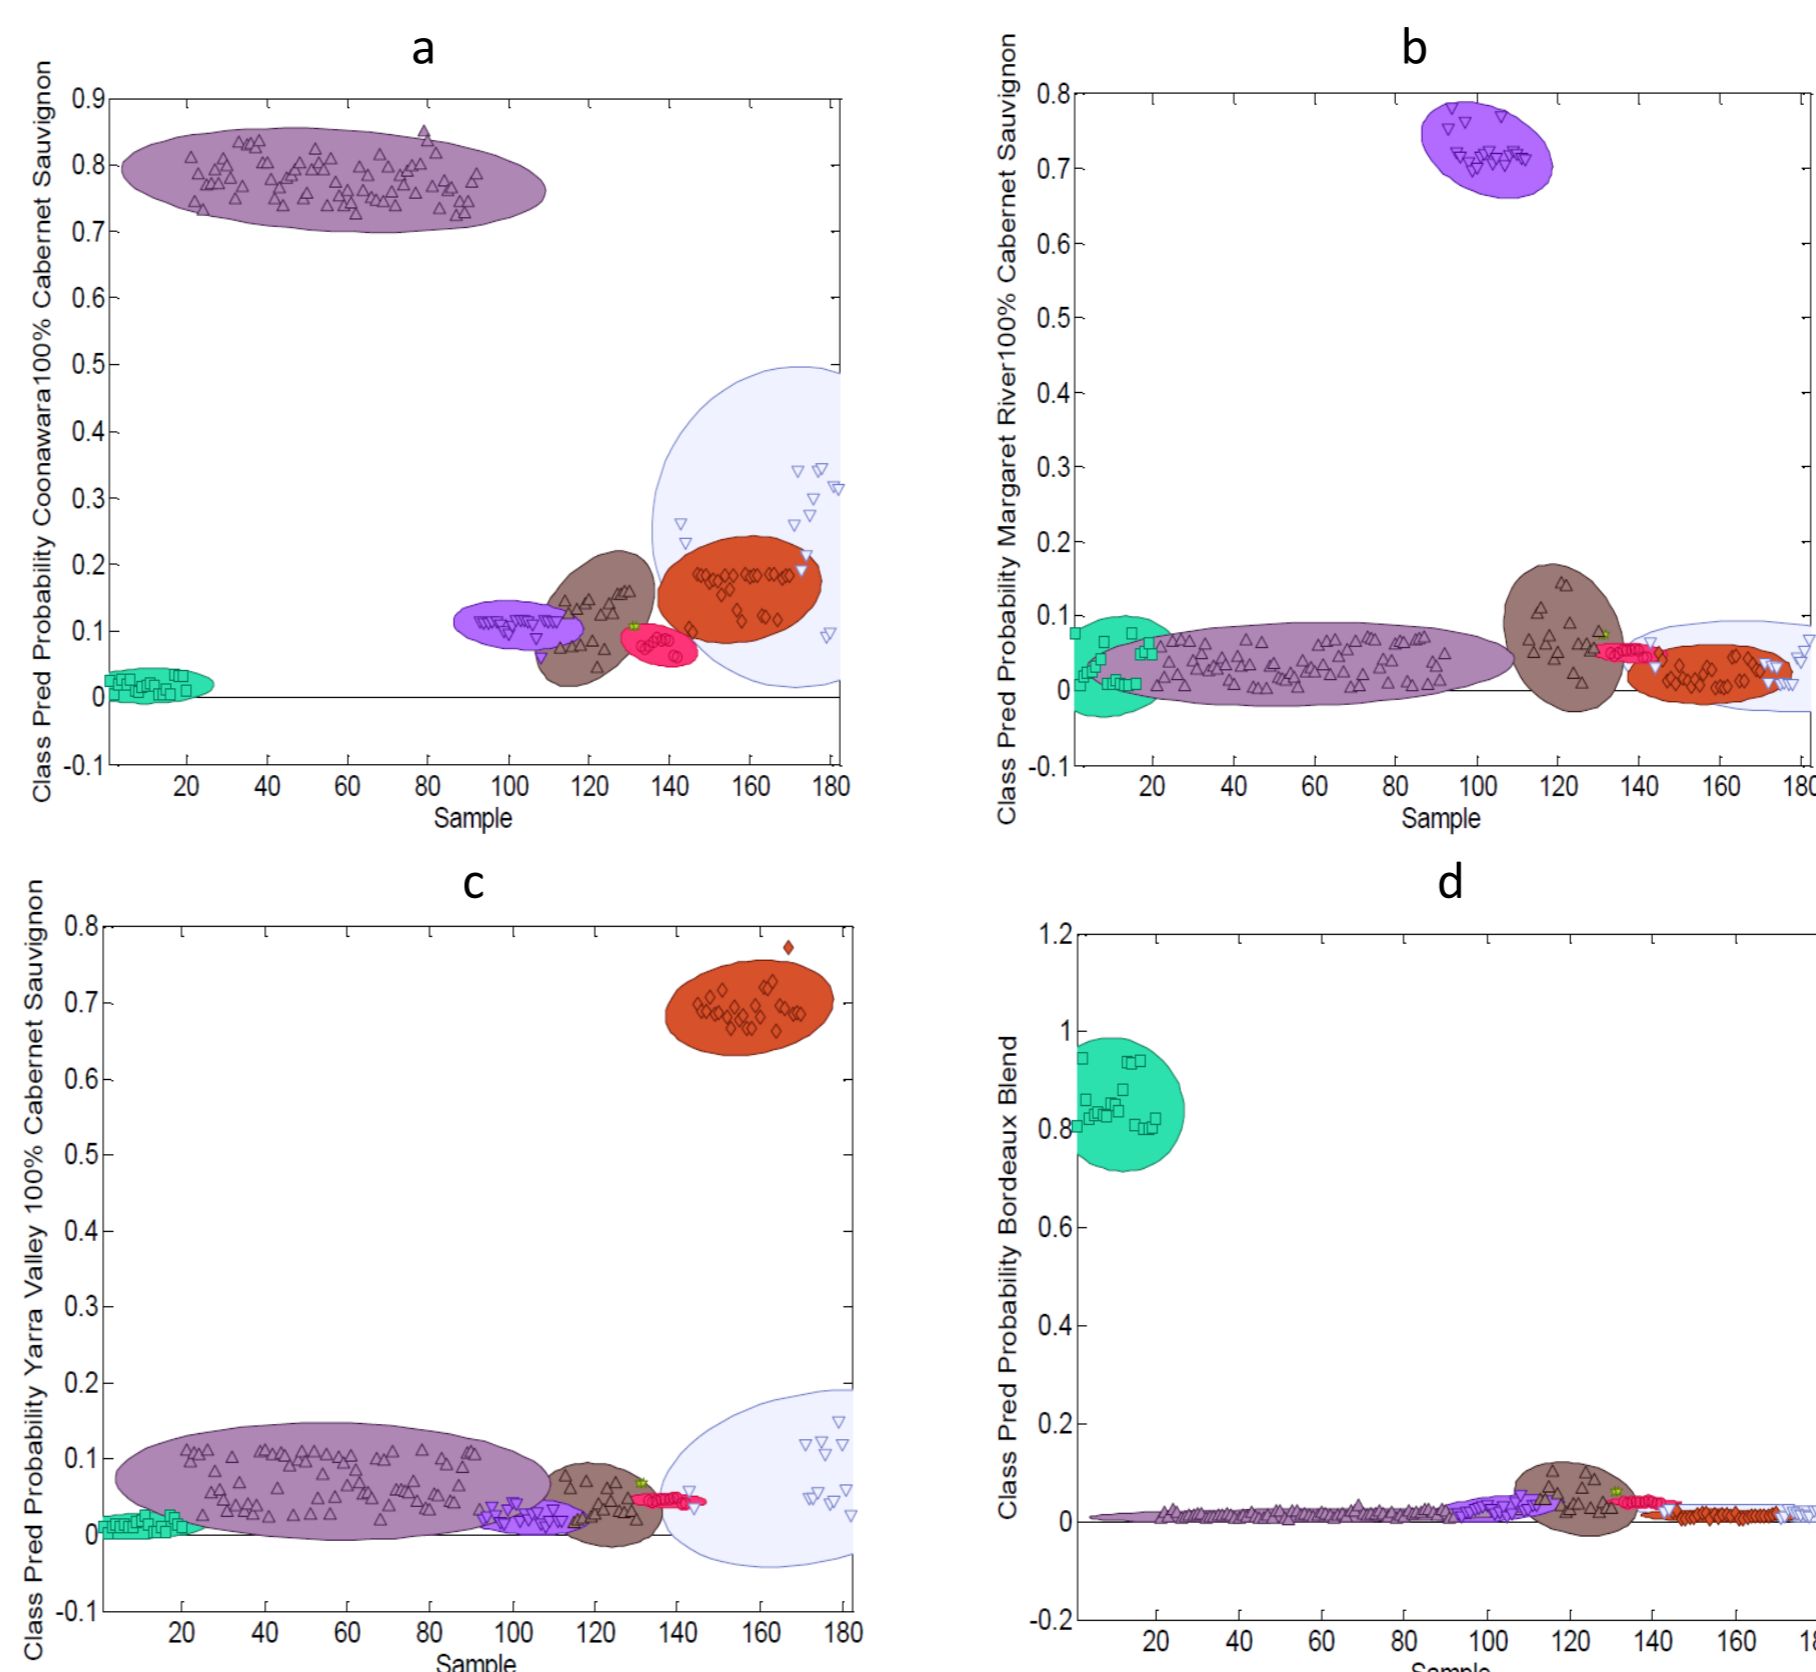 a
Class Pred Probability Coonawara100% Cabernet Sauvignon
0.9
0.8
0.7
0.6
0.5
0.4
0.3
0.2
0.1
0
-0.1
20 40 60 80 100 120 140 160 180
Sample
b
Class Pred Probability Margaret River100% Cabernet Sauvignon
0.8
0.7
0.6
0.5
0.4
0.3
0.2
0.1
0
-0.1
20 40 60 80 100 120 140 160 180
Sample
c
Class Pred Probability Yarra Valley 100% Cabernet Sauvignon
0.8
0.7
0.6
0.5
0.4
0.3
0.2
0.1
0
-0.1
20 40 60 80 100 120 140 160 180
Sample
d
Class Pred Probability Bordeaux Blend
1.2
1
0.8
0.6
0.4
0.2
0
-0.2
20 40 60 80 100 120 140 160 18
Sample